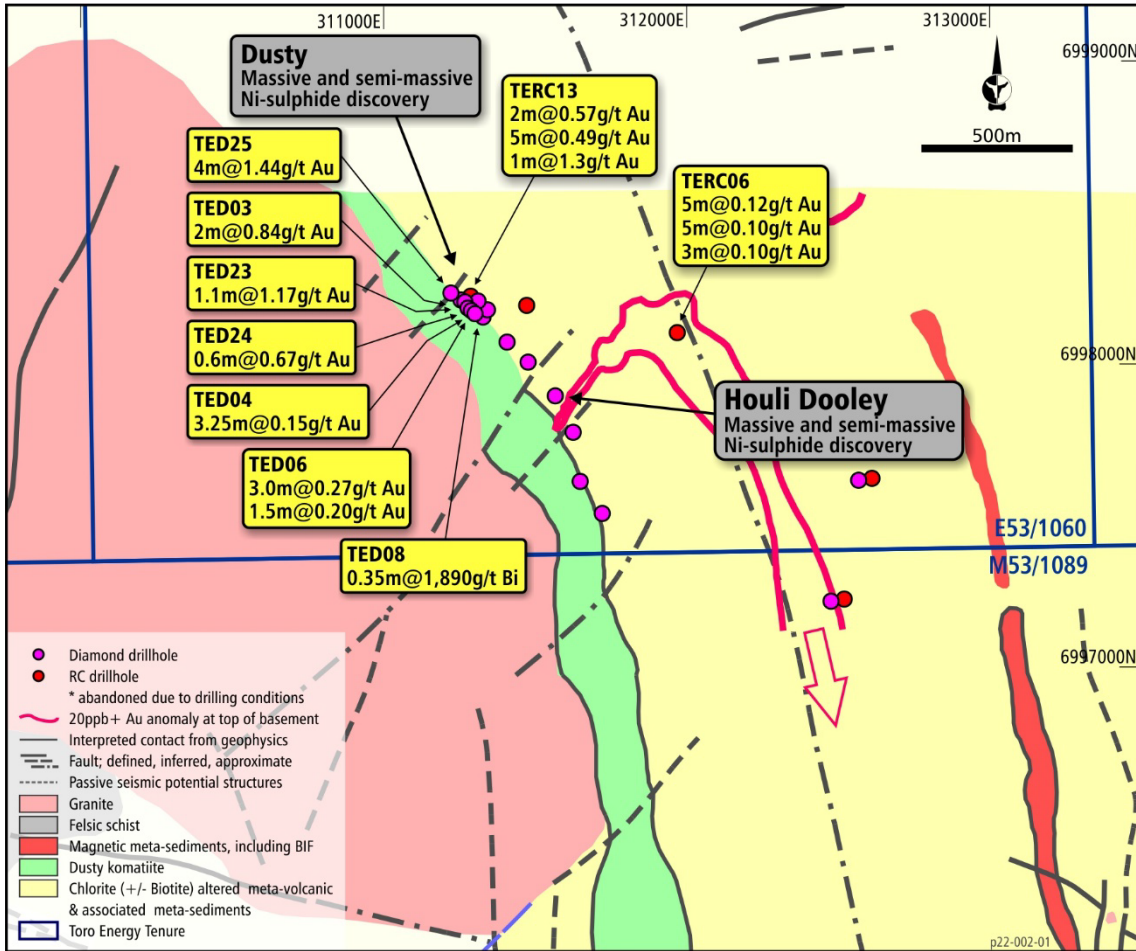 311000E
312000E
313000E
6999000N
Dusty
Massive and semi-massive
Ni-sulphide discovery
TERC13
2m@0.57g/t Au
5m@0.49g/t Au
1m@1.3g/t Au
500m
TED25
4m@1.44g/t Au
TERC06
5m@0.12g/t Au
5m@0.10g/t Au
3m@0.10g/t Au
TED03
2m@0.84g/t Au
TED23
1.1m@1.17g/t Au
TED24
0.6m@0.67g/t Au
6998000N
TED04
3.25m@0.15g/t Au
Houli Dooley
Massive and semi-massive
Ni-sulphide discovery
TED06
3.0m@0.27g/t Au
1.5m@0.20g/t Au
TED08
0.35m@1,890g/t Bi
E53/1060
M53/1089
6997000N
Diamond drillhole
RC drillhole
* abandoned due to drilling conditions
20ppb+ Au anomaly at top of basement
Interpreted contact from geophysics
Fault; defined, inferred, approximate
Passive seismic potential structures
Granite
Felsic schist
Magnetic meta-sediments, including BIF
Dusty komatiite
Chlorite (+/- Biotite) altered meta-volcanic
& associated meta-sediments
Toro Energy Tenure
p22-002-01